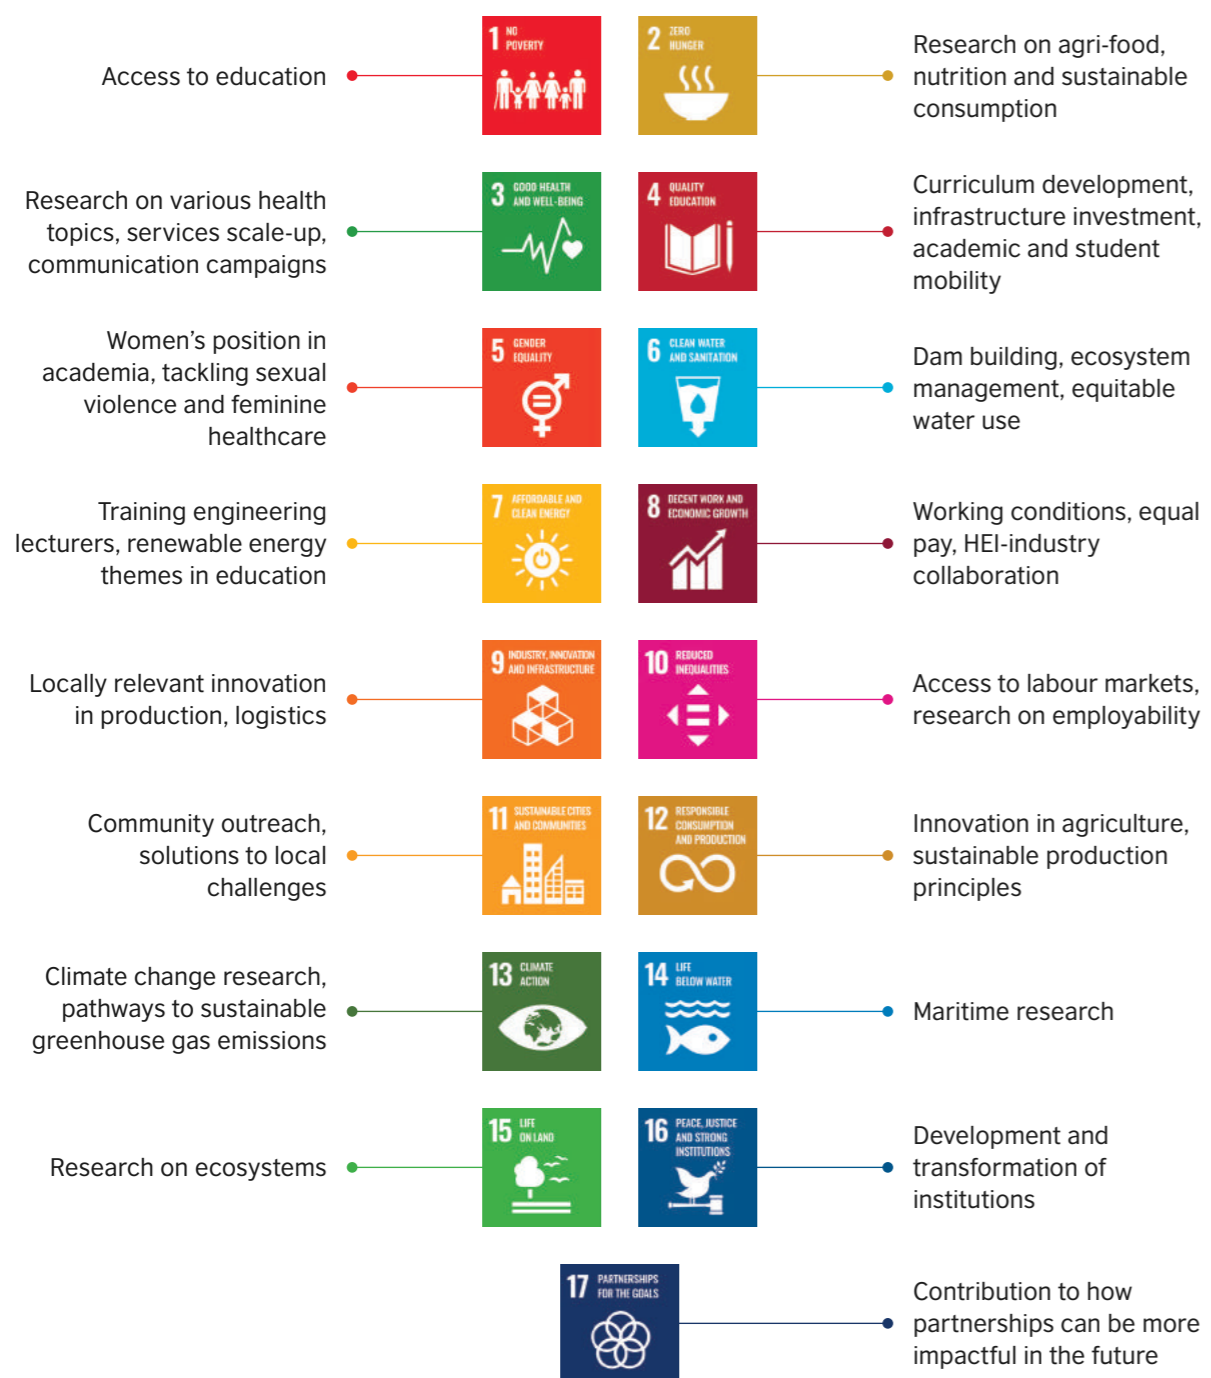 Access to education
1 NO
POVERTY
2 ZERO
HUNGER
Research on agri-food,
nutrition and sustainable
consumption
Research on various health
topics, services scale-up,
communication campaigns
3 GOOD HEALTH
AND WELL-BEING
4 QUALITY
EDUCATION
Curriculum development,
infrastructure investment,
academic and student
mobility
Women’s position in
academia, tackling sexual
violence and feminine
healthcare
5 GENDER
EQUALITY
6 CLEAN WATER
AND SANITATION
Dam building, ecosystem
management, equitable
water use
Training engineering
lecturers, renewable energy
themes in education
7 AFFORDABLE AND
CLEAN ENERGY
8 DECENT WORK AND
ECONOMIC GROWTH
Working conditions, equal
pay, HEI-industry
collaboration
Locally relevant innovation
in production, logistics
9 INDUSTRY, INNOVATION
AND INFRASTRUCTURE
10 REDUCED
INEQUALITIES
Access to labour markets,
research on employability
Community outreach,
solutions to local
challenges
11 SUSTAINABLE CITIES
AND COMMUNITIES
12 RESPONSIBLE
CONSUMPTION
AND PRODUCTION
Innovation in agriculture,
sustainable production
principles
Climate change research,
pathways to sustainable
greenhouse gas emissions
13 CLIMATE
ACTION
14 LIFE
BELOW WATER
Maritime research
Research on ecosystems
15 LIFE
ON LAND
16 PEACE, JUSTICE
AND STRONG
INSTITUTIONS
Development and
transformation of
institutions
17 PARTNERSHIPS
FOR THE GOALS
Contribution to how
partnerships can be more
impactful in the future